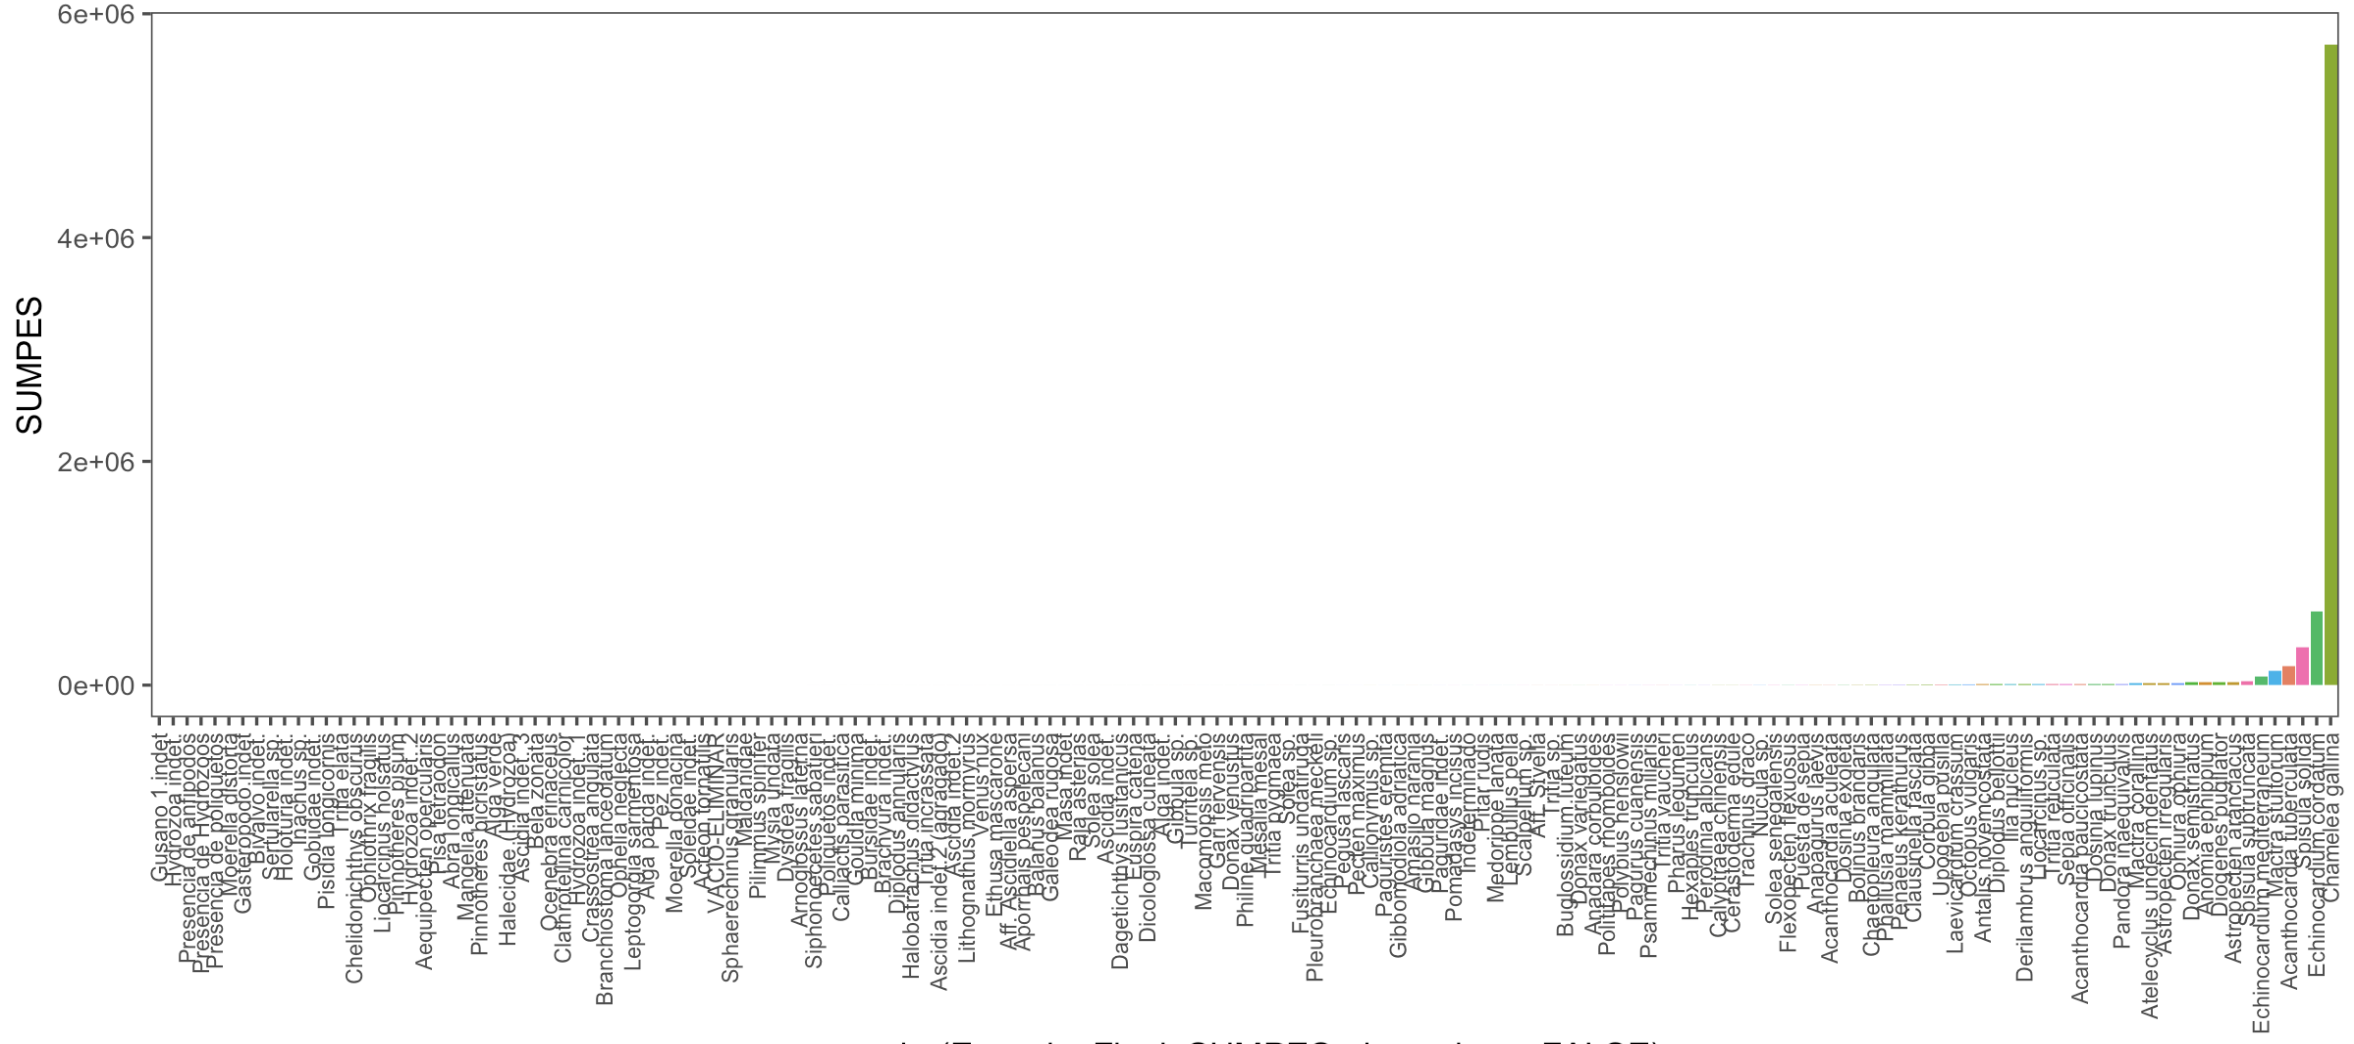 6e+06
4e+06
2e+06
0e+00
SUMPES
Gusano 1 indet
Hydrozoa indet.
Presencia de anfipodos
Presencia de Hydrozoos
Presencia de poliquetos
Moerella distorta
Gasteropodo indet
Bivalvo indet.
Sertularella sp.
Holoturia indet.
Inachus sp.
Gobiidae indet.
Pisidia longicornis
Tritia elata
Chelidonichthys obscurus
Ophiothrix fragilis
Liocarcinus holsatus
Pinnotheres pisum
Hydrozoa indet. 2
Aequipecten opercularis
Pisa tetraodon
Abra longicallus
Mangelia attenuata
Pinnoteres picristatus
Alga verde
Halecidae (Hydrozoa)
Ascidia indet. 3
Bela zonata
Ocenebra erinaceus
Clathrotellina carnicolor
Hydrozoa indet. 1
Crassostrea angulata
Branchiostoma lanceolatum
Ophelia neglecta
Leptogorgia sarmentosa
Alga parda indet.
Pez indet.
Moerella donacina
Soleidae indet.
Acteon tornatilis
VACIO-ELIMINAR
Sphaerechinus granularis
Maldanidae
Pilimnus spinifer
Mysia undata
Dysidea fragilis
Arnoglossus laterna
Siphonoecetes sabatieri
Poliquetos indet.
Calliactis parasitica
Gouldia minima
Bursidae indet.
Brachyura indet.
Diplodus annularis
Halobatrachus didactylus
Tritia incrassata
Ascidia indet. 2 (agragado)
Ascidia indet.2
Lithognathus mormyrus
Venus nux
Ethusa mascarone
Aff. Ascidiella aspersa
Aporrhais pespelecani
Balanus balanus
Galeodea rugosa
Masa indet
Raja asterias
Solea solea
Ascidia indet.
Dagetichthys lusitanicus
Euspira catena
Dicologlossa cuneata
Alga indet.
Gibbula sp.
Turritella sp.
Macomopsis melo
Gari fervensis
Donax venustus
Philine quadripartita
Mesalia mesal
Tritia pygmaea
Solea sp
Fusiturris undatiruga
Pleurobranchaea meckeli
Echinocardium sp.
Pegusa lascaris
Pecten maximus
Callionymus sp.
Paguristes eremita
Gibbomodiola adriatica
Amasio nagna
Gibbula magus
Paguridae indet.
Pomadasys incisus
Indeterminado
Pitar rudis
Medorippe lanata
Lembulus pella
Scalpellum sp.
Aff. Styella
Tritia sp.
Buglossidium luteum
Donax variegatus
Anadara corbuloides
Polititapes rhomboides
Polybius henslowii
Pagurus cuanensis
Psammechinus miliaris
Tritia vaucheri
Pharus legumen
Hexaplex trunculus
Peronidia albicans
Calyptraea chinensis
Cerastoderma edule
Trachinus draco
Nucula sp.
Solea senegalensis
Flexopecten flexuosus
Puesta de sepia
Anapagurus laevis
Acanthocardia aculeata
Dosinia exoleta
Bolinus brandaris
Chaetopleura angulata
Phallusia mammillata
Penaeus kerathurus
Clausinella fasciata
Corbula gibba
Upogebia pusilla
Laevicardium crassum
Octopus vulgaris
Antalis novemcostata
Diplodus bellottii
Ilia nucleus
Derilambrus angulifrons
Liocarcinus sp.
Tritia reticulata
Sepia officinalis
Acanthocardia paucicostata
Dosinia lupinus
Donax trunculus
Pandora inaequivalvis
Mactra corallina
Atelecyclus undecimdentatus
Astropecten irregularis
Ophiura ophiura
Donax semistriatus
Anomia ephippium
Diogenes pugilator
Astropecten aranciacus
Spisula subtruncata
Echinocardium mediterraneum
Mactra stultorum
Acanthocardia tuberculata
Spisula solida
Echinocardium cordatum
Chamelea gallina